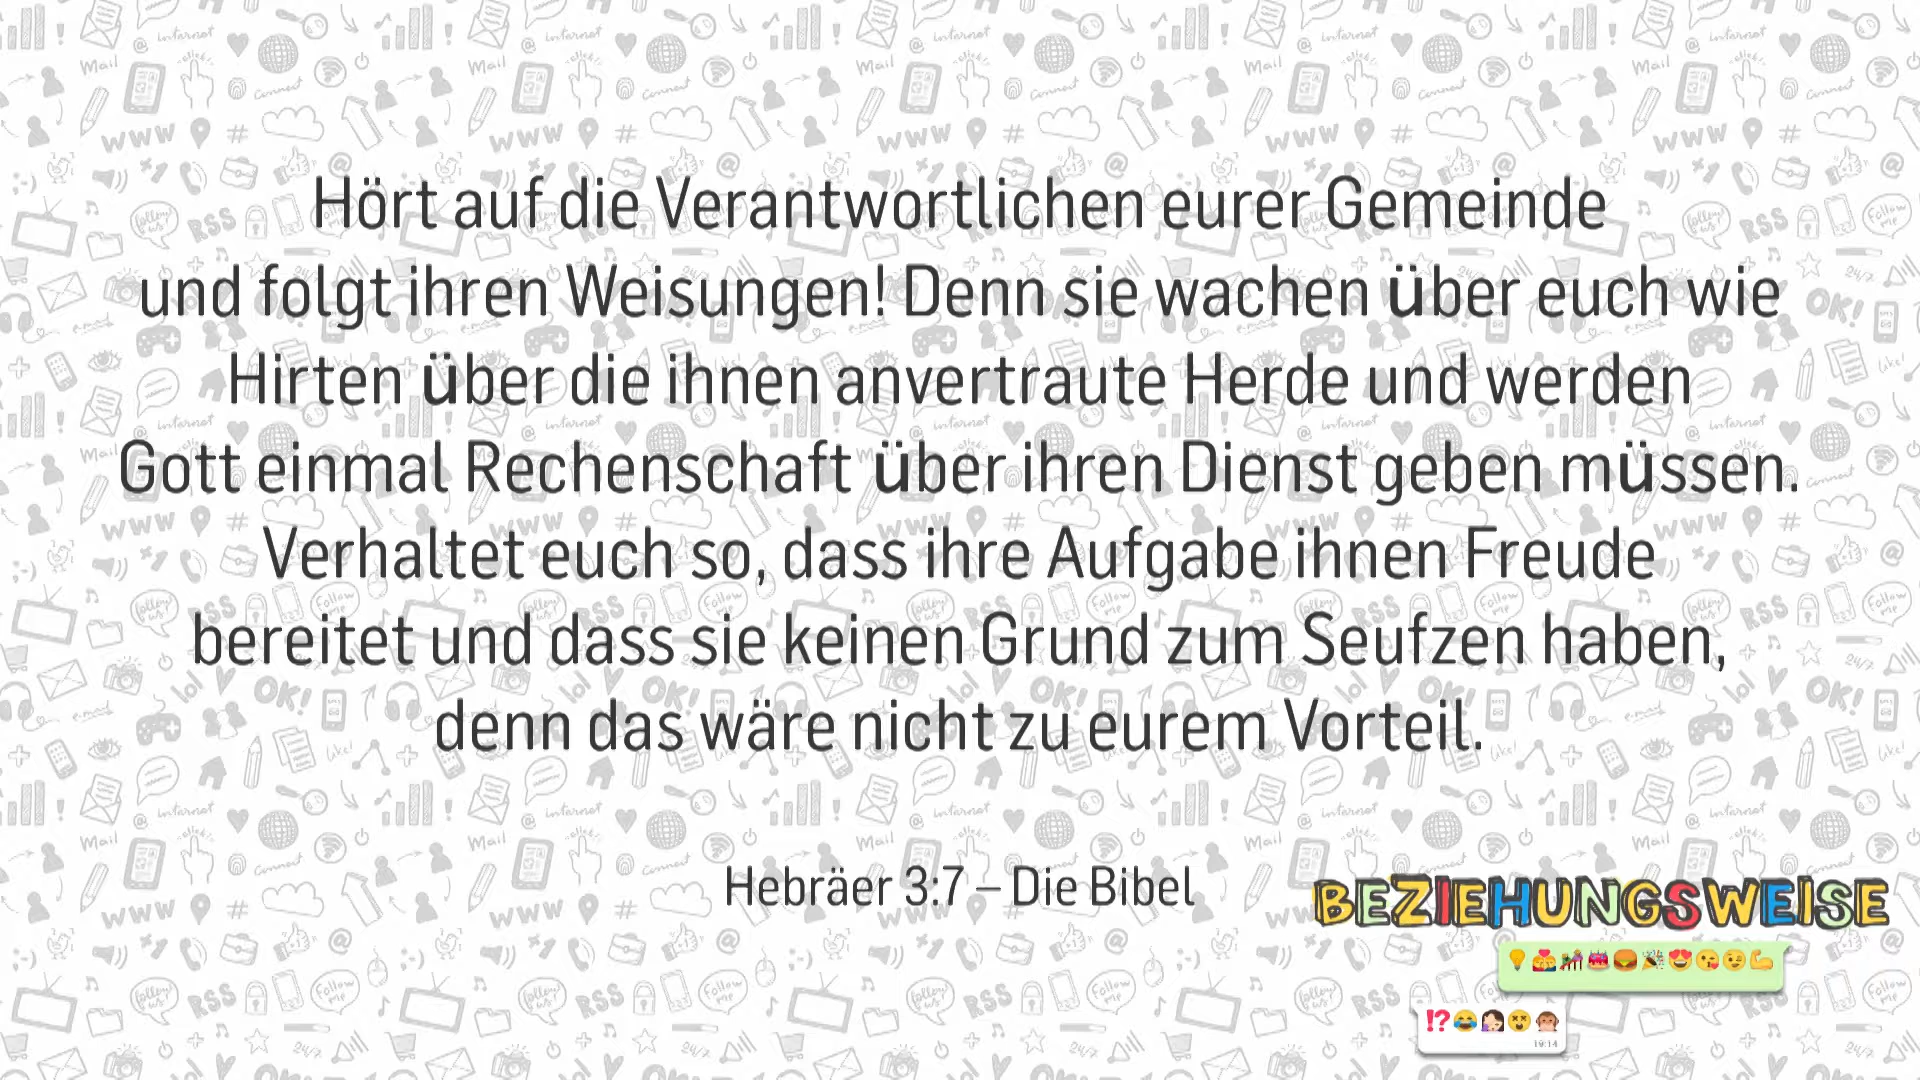 Hört auf die Verantwortlichen eurer Gemeinde
und folgt ihren Weisungen! Denn sie wachen über euch wie
Hirten über die ihnen anvertraute Herde und werden
Gott einmal Rechenschaft über ihren Dienst geben müssen.
Verhaltet euch so, dass ihre Aufgabe ihnen Freude
bereitet und dass sie keinen Grund zum Seufzen haben,
denn das wäre nicht zu eurem Vorteil.
Hebräer 3:7 – Die Bibel
BEZIEHUNGSWEISE
19:14